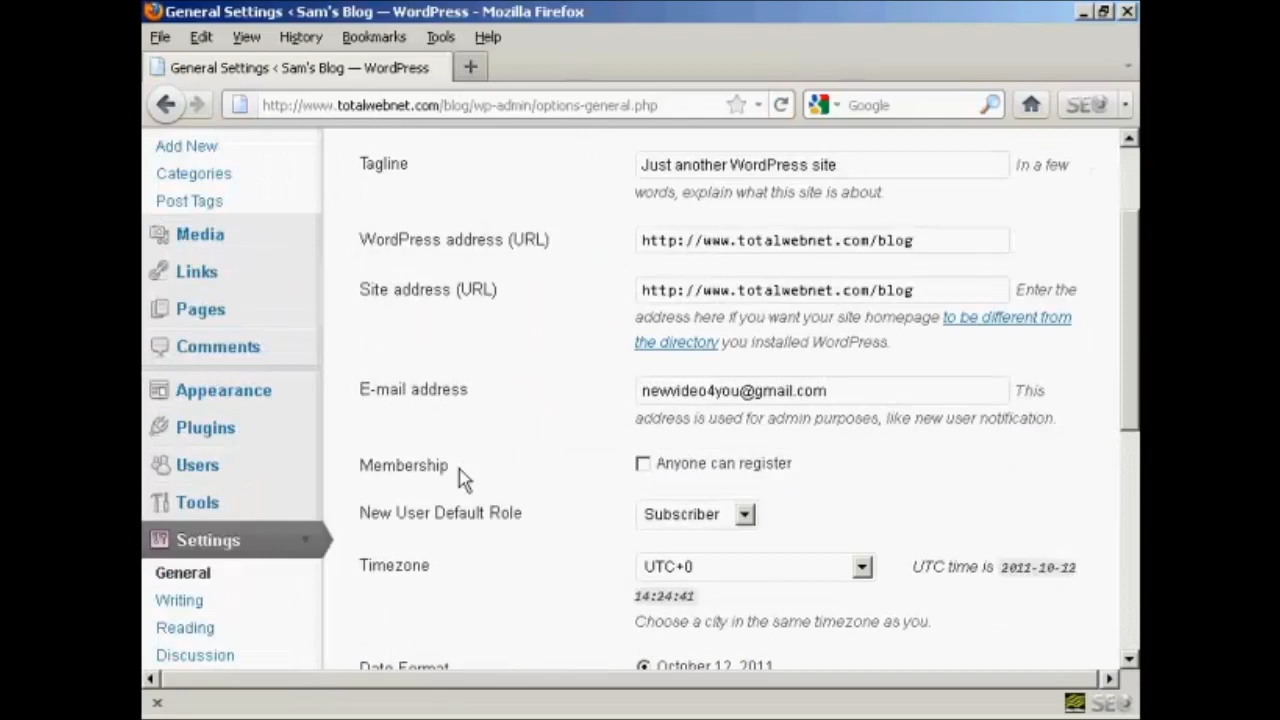 General Settings ‹ Sam's Blog — WordPress - Mozilla Firefox
File Edit View History Bookmarks Tools Help
General Settings ‹ Sam's Blog — WordPress
http://www.totalwebnet.com/blog/wp-admin/options-general.php
Google
SEO
Add New
Categories
Post Tags
Media
Links
Pages
Comments
Appearance
Plugins
Users
Tools
Settings
General
Writing
Reading
Discussion
Tagline
Just another WordPress site
In a few
words, explain what this site is about.
WordPress address (URL)
http://www.totalwebnet.com/blog
Site address (URL)
http://www.totalwebnet.com/blog
Enter the
address here if you want your site homepage to be different from
the directory you installed WordPress.
E-mail address
newvideo4you@gmail.com
This
address is used for admin purposes, like new user notification.
Membership
Anyone can register
New User Default Role
Subscriber
Timezone
UTC+0
UTC time is 2011-10-12
14:24:41
Choose a city in the same timezone as you.
Date Format
October 12, 2011
SEO